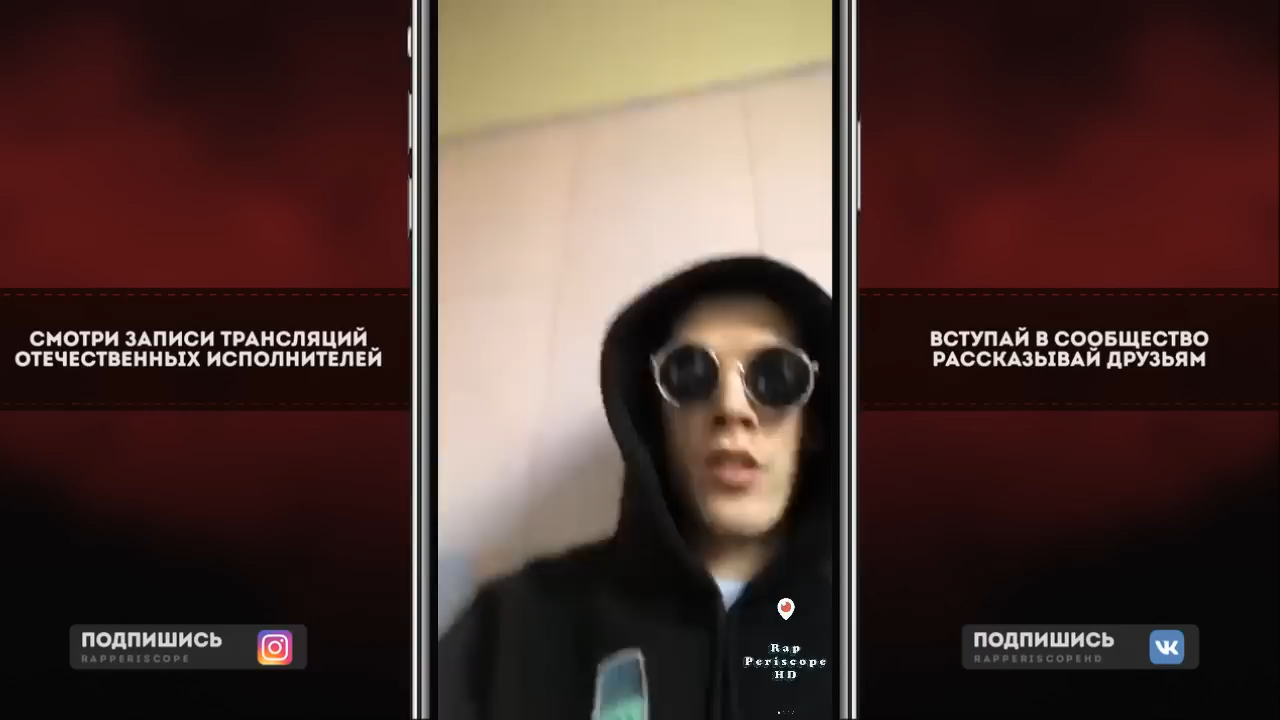 СМОТРИ ЗАПИСИ ТРАНСЛЯЦИЙ
ОТЕЧЕСТВЕННЫХ ИСПОЛНИТЕЛЕЙ
ВСТУПАЙ В СООБЩЕСТВО
РАССКАЗЫВАЙ ДРУЗЬЯМ
ПОДПИШИСЬ
RAPPERISCOPE
Rap
Periscope
HD
ПОДПИШИСЬ
RAPPERISCOPEHD